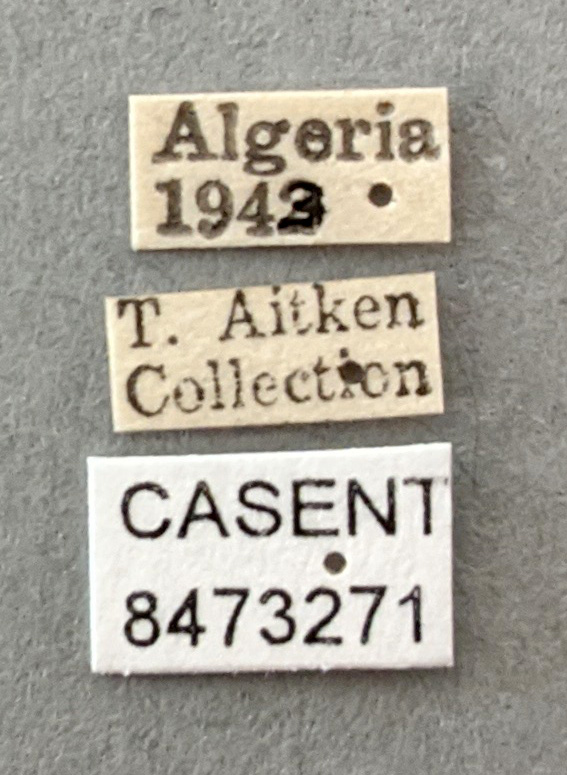 Algeria
1943
T. Aitken
Collection
CASENT
8473271